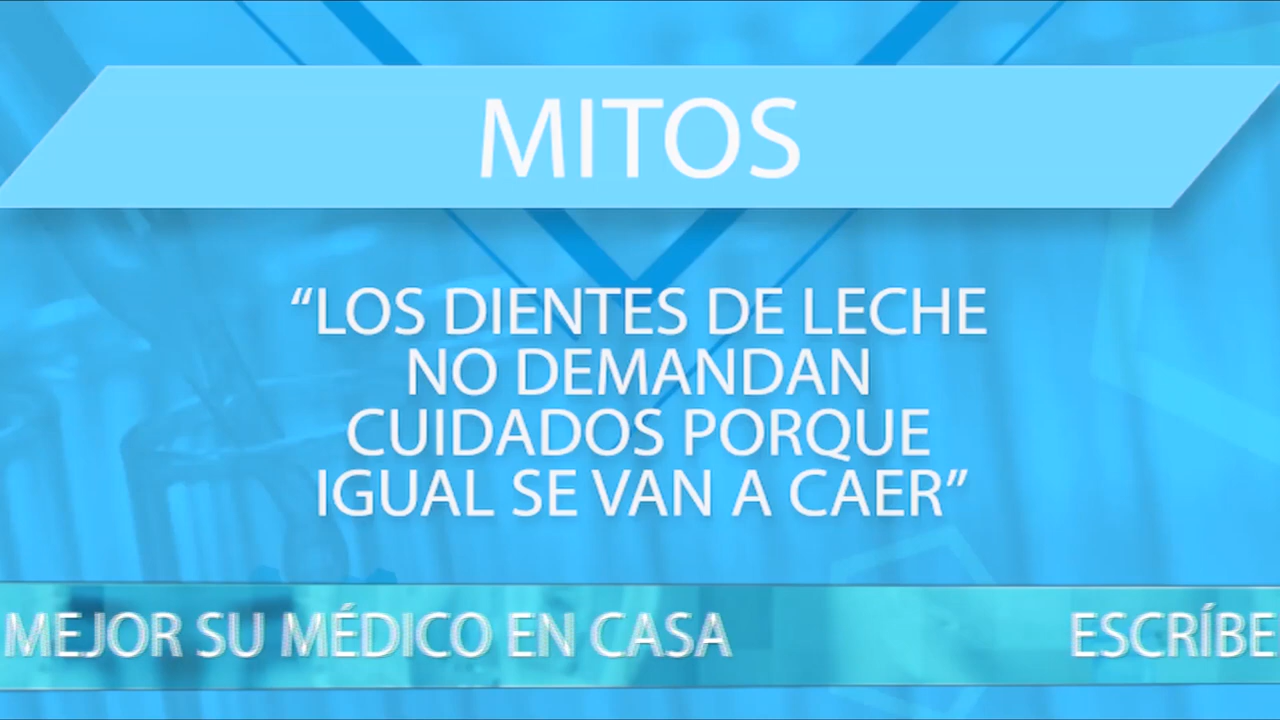 MITOS
“LOS DIENTES DE LECHE
NO DEMANDAN
CUIDADOS PORQUE
IGUAL SE VAN A CAER”
MEJOR SU MÉDICO EN CASA ESCRÍBE